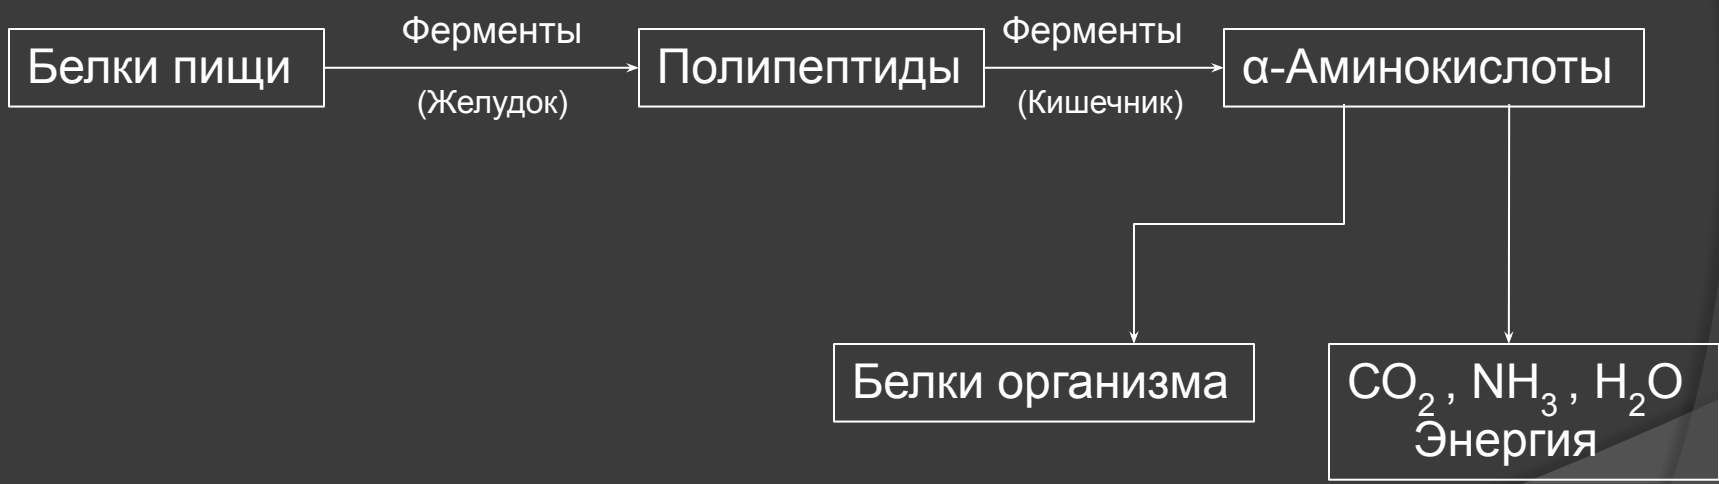 Белки пищи
Ферменты
(Желудок)
Полипептиды
Ферменты
(Кишечник)
α-Аминокислоты
Белки организма
CO₂ , NH₃ , H₂O
Энергия